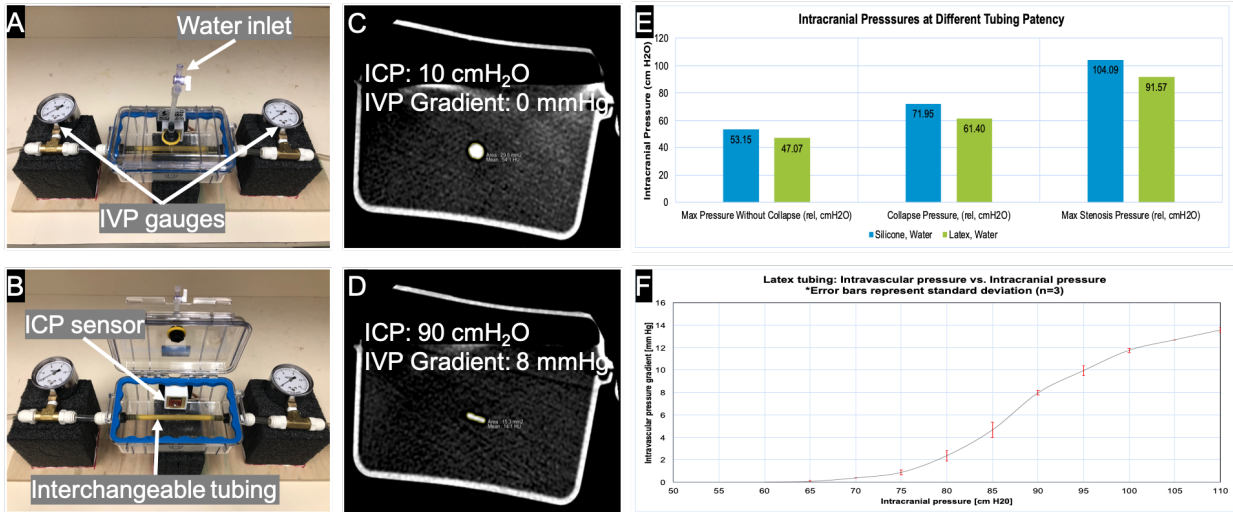 A
Water inlet
IVP gauges
B
ICP sensor
Interchangeable tubing
C
ICP: 10 cmH₂O
IVP Gradient: 0 mmHg
D
ICP: 90 cmH₂O
IVP Gradient: 8 mmHg
E
Intracranial Presssures at Different Tubing Patency
Intracranial Pressure (cm H2O)
120
100
80
60
40
20
0
53.15
47.07
71.95
61.40
104.09
91.57
Max Pressure Without Collapse (rel, cmH2O)
Collapse Pressure, (rel, cmH2O)
Max Stenosis Pressure (rel, cmH2O)
Silicone, Water
Latex, Water
F
Latex tubing: Intravascular pressure vs. Intracranial pressure
*Error bars represent standard deviation (n=3)
Intravascular pressure gradient [mm Hg]
16
14
12
10
8
6
4
2
0
50 55 60 65 70 75 80 85 90 95 100 105 110
Intracranial pressure [cm H20]